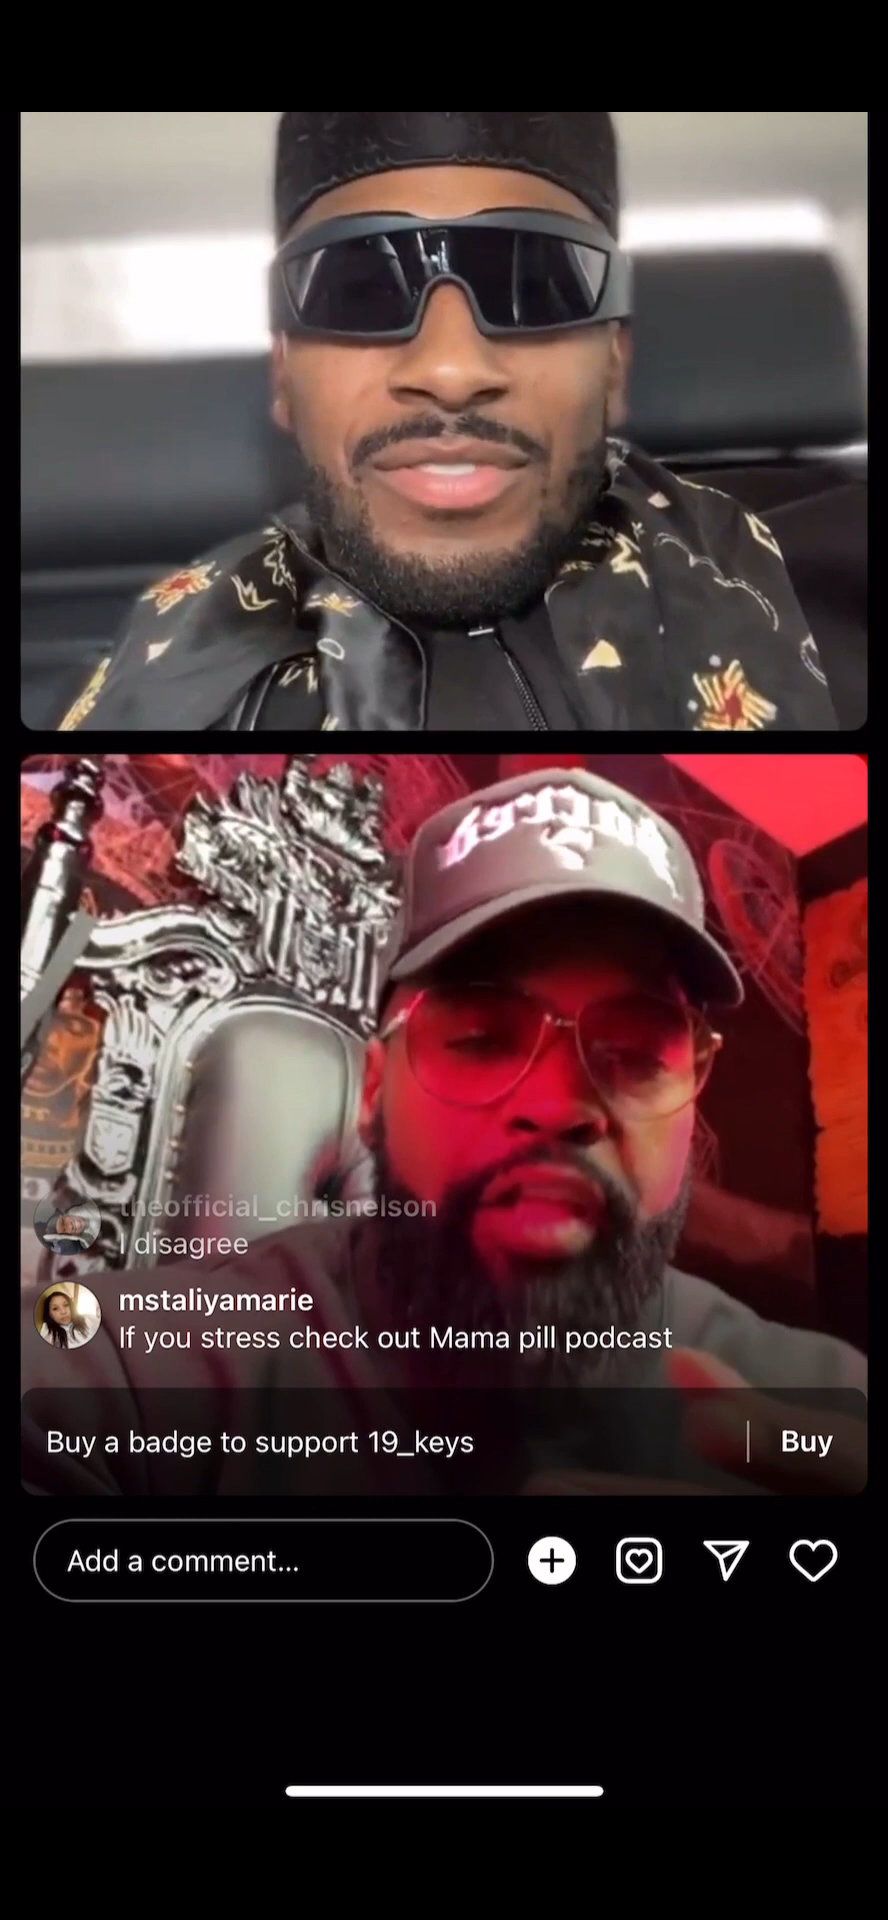 theofficial_chrisnelson
I disagree
mstaliyamarie
If you stress check out Mama pill podcast
Buy a badge to support 19_keys
Buy
Add a comment...